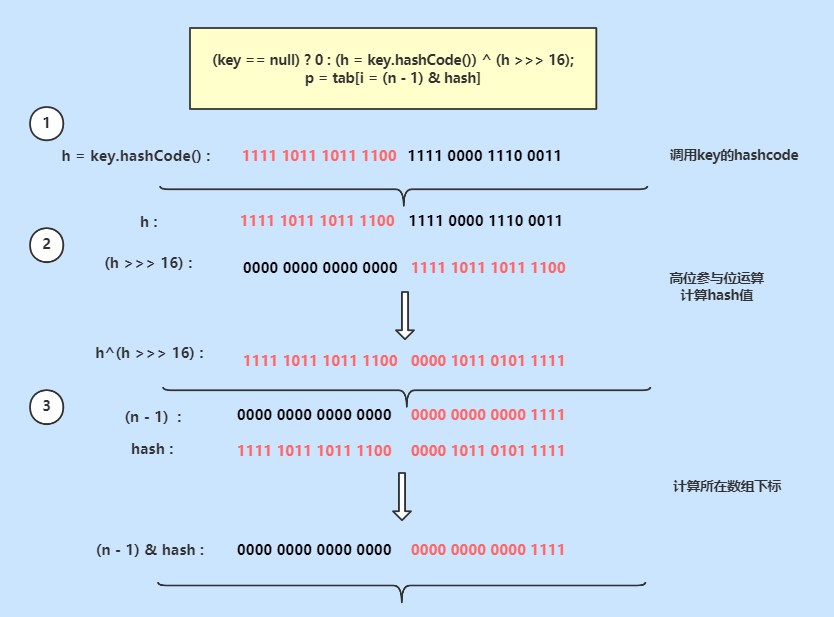 (key == null) ? 0 : (h = key.hashCode()) ^ (h >>> 16);
p = tab[i = (n - 1) & hash]
1
h = key.hashCode() : 1111 1011 1011 1100 1111 0000 1110 0011 调用key的hashcode
h : 1111 1011 1011 1100 1111 0000 1110 0011
2
(h >>> 16) : 0000 0000 0000 0000 1111 1011 1011 1100
高位参与位运算
计算hash值
h^(h >>> 16) : 1111 1011 1011 1100 0000 1011 0101 1111
3
(n - 1) : 0000 0000 0000 0000 0000 0000 0000 1111
hash : 1111 1011 1011 1100 0000 1011 0101 1111
计算所在数组下标
(n - 1) & hash : 0000 0000 0000 0000 0000 0000 0000 1111